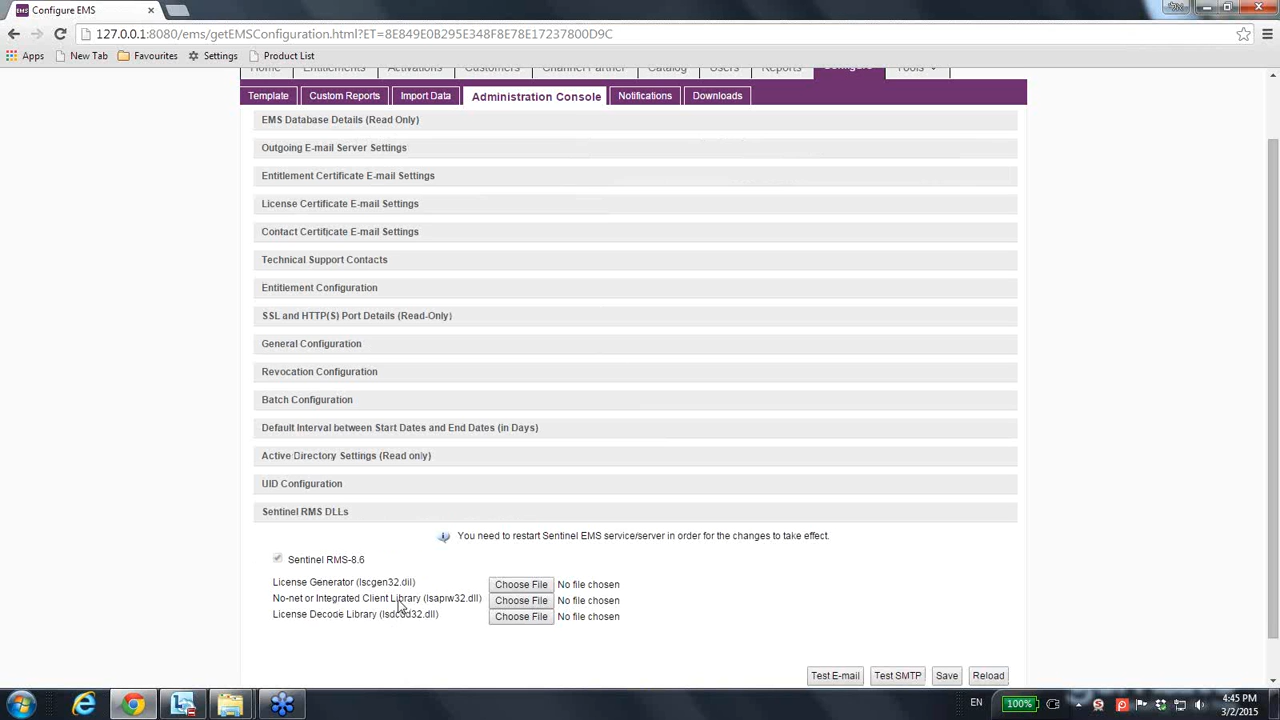 Configure EMS
127.0.0.1:8080/ems/getEMSConfiguration.html?ET=8E849E0B295E348F8E78E17237800D9C
Apps New Tab Favourites Settings Product List
Home Entitlements Activations Customers Channel Partner Catalog Users Reports Configure Tools
Template Custom Reports Import Data Administration Console Notifications Downloads
EMS Database Details (Read Only)
Outgoing E-mail Server Settings
Entitlement Certificate E-mail Settings
License Certificate E-mail Settings
Contact Certificate E-mail Settings
Technical Support Contacts
Entitlement Configuration
SSL and HTTP(S) Port Details (Read-Only)
General Configuration
Revocation Configuration
Batch Configuration
Default Interval between Start Dates and End Dates (in Days)
Active Directory Settings (Read only)
UID Configuration
Sentinel RMS DLLs
You need to restart Sentinel EMS service/server in order for the changes to take effect.
Sentinel RMS-8.6
License Generator (lscgen32.dll) Choose File No file chosen
No-net or Integrated Client Library (lsapiw32.dll) Choose File No file chosen
License Decode Library (lsdcod32.dll) Choose File No file chosen
Test E-mail Test SMTP Save Reload
EN 100% 4:45 PM
3/2/2015